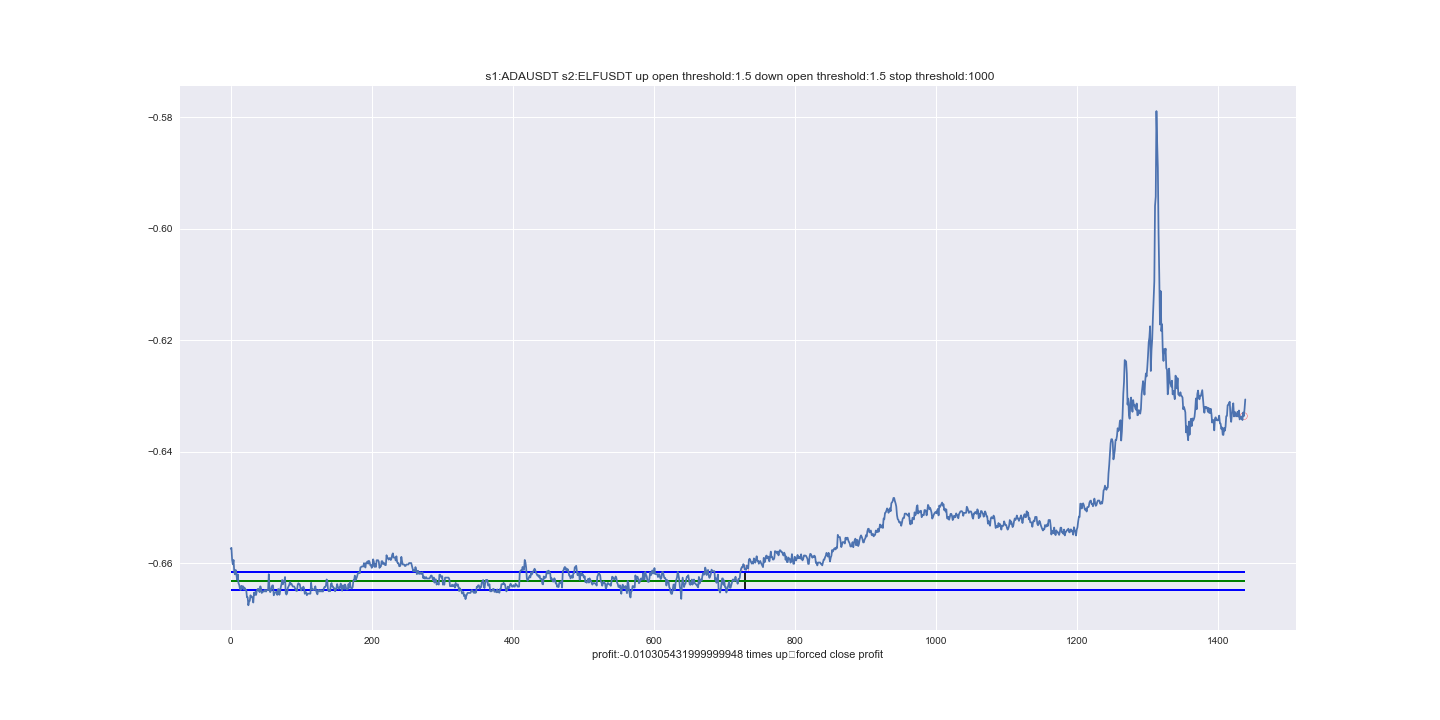 s1:ADAUSDT s2:ELFUSDT up open threshold:1.5 down open threshold:1.5 stop threshold:1000
−0.58
−0.60
−0.62
−0.64
−0.66
0 200 400 600 800 1000 1200 1400
profit:-0.010305431999999948 times up□forced close profit